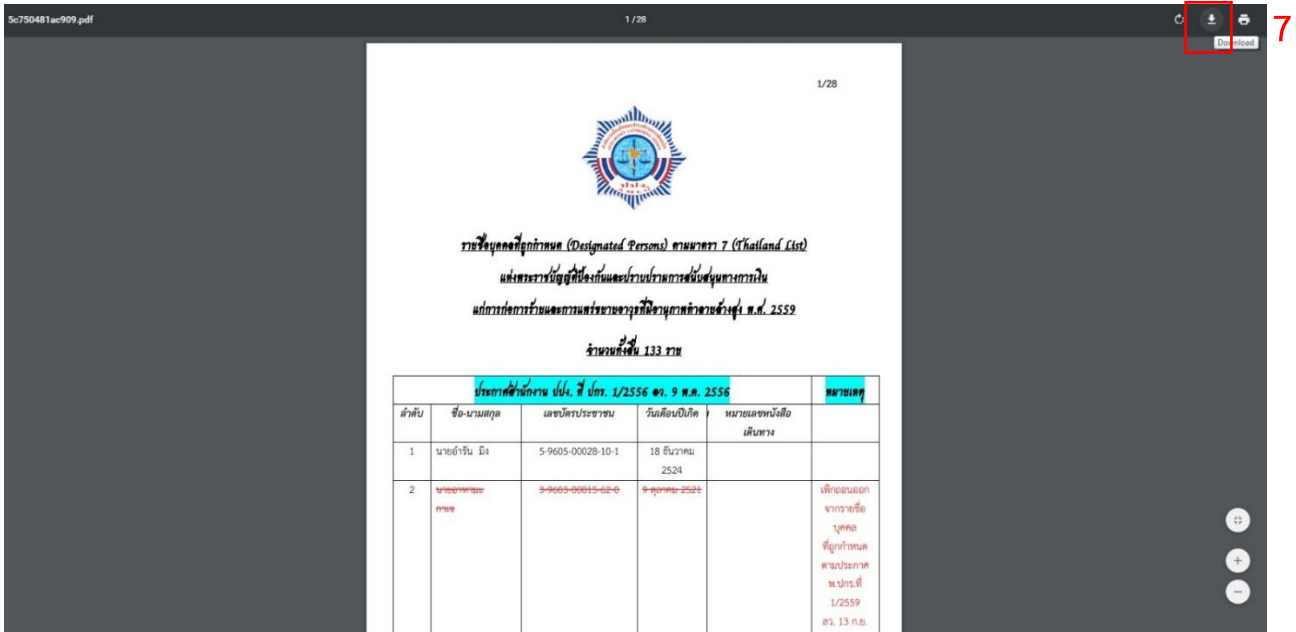 5c750481ac909.pdf
1/28
7
Download
1/28
รายชื่อบุคคลที่ถูกกำหนด (Designated Persons) ตามมาตรา 7 (Thailand List)
แห่งพระราชบัญญัติป้องกันและปราบปรามการสนับสนุนทางการเงิน
แก่การก่อการร้ายและการแพร่ขยายอาวุธที่มีอานุภาพทำลายล้างสูง พ.ศ. 2559
จำนวนทั้งสิ้น 133 ราย
ประกาศสำนักงาน ปปง. ที่ ปกร. 1/2556 ลว. 9 พ.ค. 2556 หมายเหตุ
ลำดับ ชื่อ-นามสกุล เลขบัตรประชาชน วันเดือนปีเกิด หมายเลขหนังสือ
เดินทาง
1 นายอำรัน มิง 5-9605-00028-10-1 18 ธันวาคม
2524
2 3-9603-00015-62-0 9 ตุลาคม 2521 เพิกถอนออก
จากรายชื่อ
บุคคล
ที่ถูกกำหนด
ตามประกาศ
พ.ปกร.ที่
1/2559
ลว. 13 ก.ย.